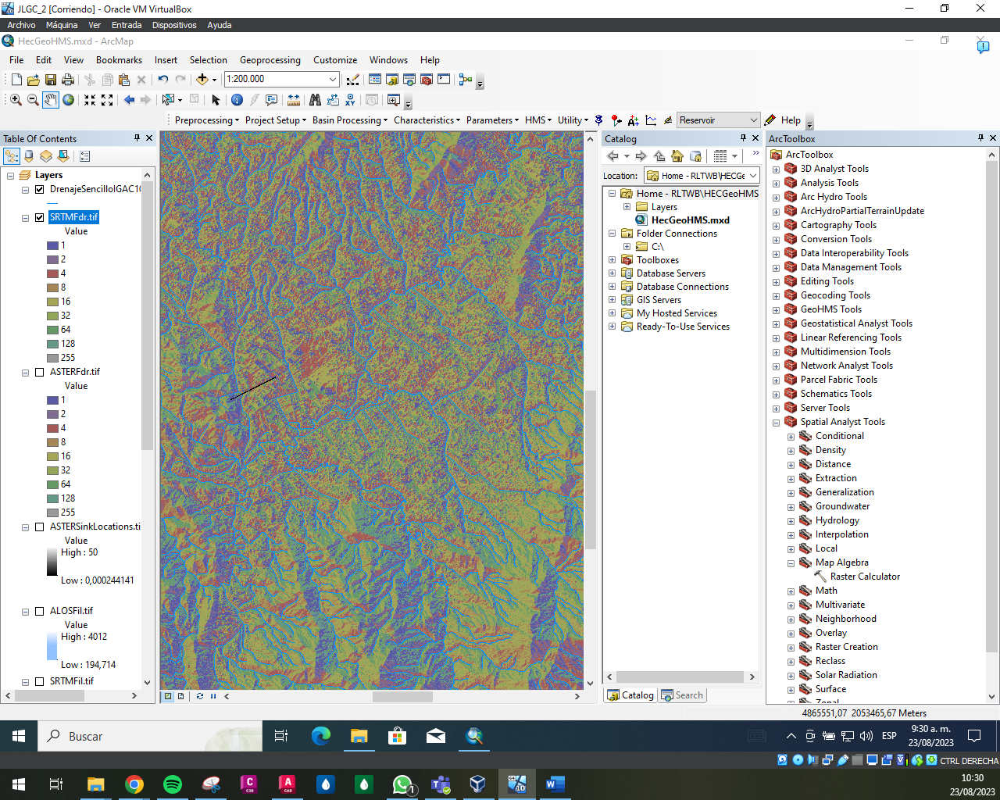 JLGC_2 [Corriendo] - Oracle VM VirtualBox
Archivo Máquina Ver Entrada Dispositivos Ayuda
HecGeoHMS.mxd - ArcMap
File Edit View Bookmarks Insert Selection Geoprocessing Customize Windows Help
1:200.000
Preprocessing Project Setup Basin Processing Characteristics Parameters HMS Utility Reservoir Help
Table Of Contents
Layers
DrenajeSencilloIGAC10
SRTMFdr.tif
Value
1
2
4
8
16
32
64
128
255
ASTERFdr.tif
Value
1
2
4
8
16
32
64
128
255
ASTERSinkLocations.ti
Value
High : 50
Low : 0,000244141
ALOSFil.tif
Value
High : 4012
Low : 194,714
SRTMFil.tif
Catalog
Location: Home - RLTWB\HECGe
Home - RLTWB\HECGeoHMS
Layers
HecGeoHMS.mxd
Folder Connections
C:\
Toolboxes
Database Servers
Database Connections
GIS Servers
My Hosted Services
Ready-To-Use Services
Catalog Search
ArcToolbox
ArcToolbox
3D Analyst Tools
Analysis Tools
Arc Hydro Tools
ArcHydroPartialTerrainUpdate
Cartography Tools
Conversion Tools
Data Interoperability Tools
Data Management Tools
Editing Tools
Geocoding Tools
GeoHMS Tools
Geostatistical Analyst Tools
Linear Referencing Tools
Multidimension Tools
Network Analyst Tools
Parcel Fabric Tools
Schematics Tools
Server Tools
Spatial Analyst Tools
Conditional
Density
Distance
Extraction
Generalization
Groundwater
Hydrology
Interpolation
Local
Map Algebra
Raster Calculator
Math
Multivariate
Neighborhood
Overlay
Raster Creation
Reclass
Solar Radiation
Surface
Zonal
4865551,07 2053465,67 Meters
Buscar
ESP
9:30 a. m.
23/08/2023
CTRL DERECHA
10:30
23/08/2023